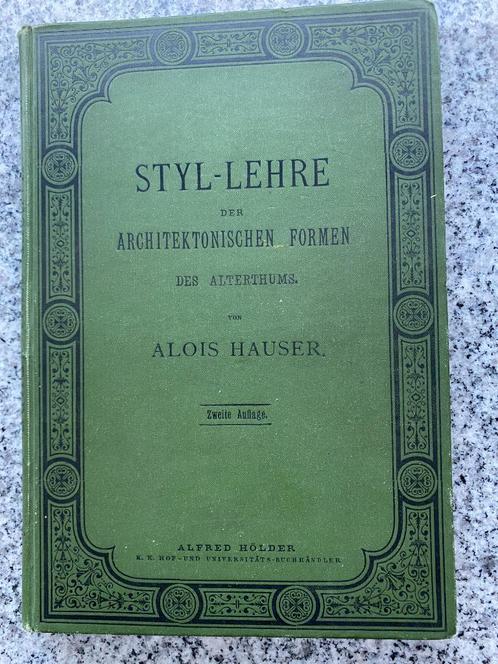 STYL-LEHRE
DER
ARCHITEKTONISCHEN FORMEN
DES ALTERTHUMS.
VON
ALOIS HAUSER.
Zweite Auflage.
ALFRED HÖLDER
K. K. HOF- UND UNIVERSITÄTS-BUCHHÄNDLER